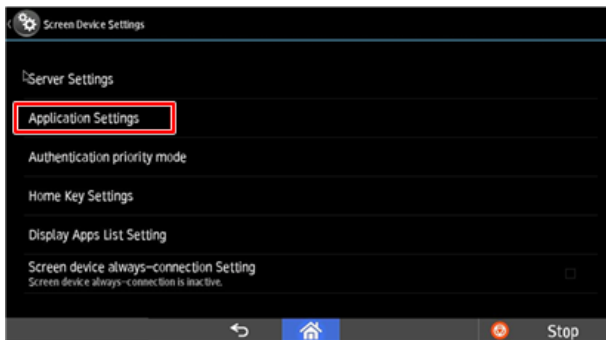 Screen Device Settings
Server Settings
Application Settings
Authentication priority mode
Home Key Settings
Display Apps List Setting
Screen device always-connection Setting
Screen device always-connection is inactive.
Stop